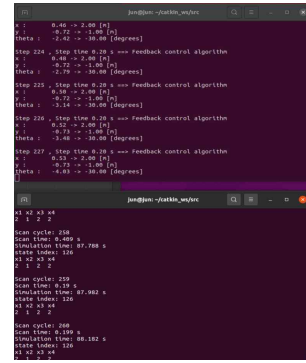 jun@jun: ~/catkin_ws/src
x : 0.46 -> 2.00 [m]
y : -0.72 -> -1.00 [m]
theta : -2.42 -> -30.00 [degrees]
Step 224 , Step time 0.20 s ==> Feedback control algorithm
x : 0.48 -> 2.00 [m]
y : -0.72 -> -1.00 [m]
theta : -2.79 -> -30.00 [degrees]
Step 225 , Step time 0.20 s ==> Feedback control algorithm
x : 0.50 -> 2.00 [m]
y : -0.72 -> -1.00 [m]
theta : -3.14 -> -30.00 [degrees]
Step 226 , Step time 0.20 s ==> Feedback control algorithm
x : 0.52 -> 2.00 [m]
y : -0.73 -> -1.00 [m]
theta : -3.48 -> -30.00 [degrees]
Step 227 , Step time 0.20 s ==> Feedback control algorithm
x : 0.53 -> 2.00 [m]
y : -0.73 -> -1.00 [m]
theta : -4.03 -> -30.00 [degrees]
jun@jun: ~/catkin_ws/src
x1 x2 x3 x4
2 1 2 2
Scan cycle: 258
Scan time: 0.409 s
Simulation time: 87.788 s
state index: 126
x1 x2 x3 x4
2 1 2 2
Scan cycle: 259
Scan time: 0.19 s
Simulation time: 87.982 s
state index: 126
x1 x2 x3 x4
2 1 2 2
Scan cycle: 260
Scan time: 0.199 s
Simulation time: 88.182 s
state index: 126
x1 x2 x3 x4
2 1 2 2